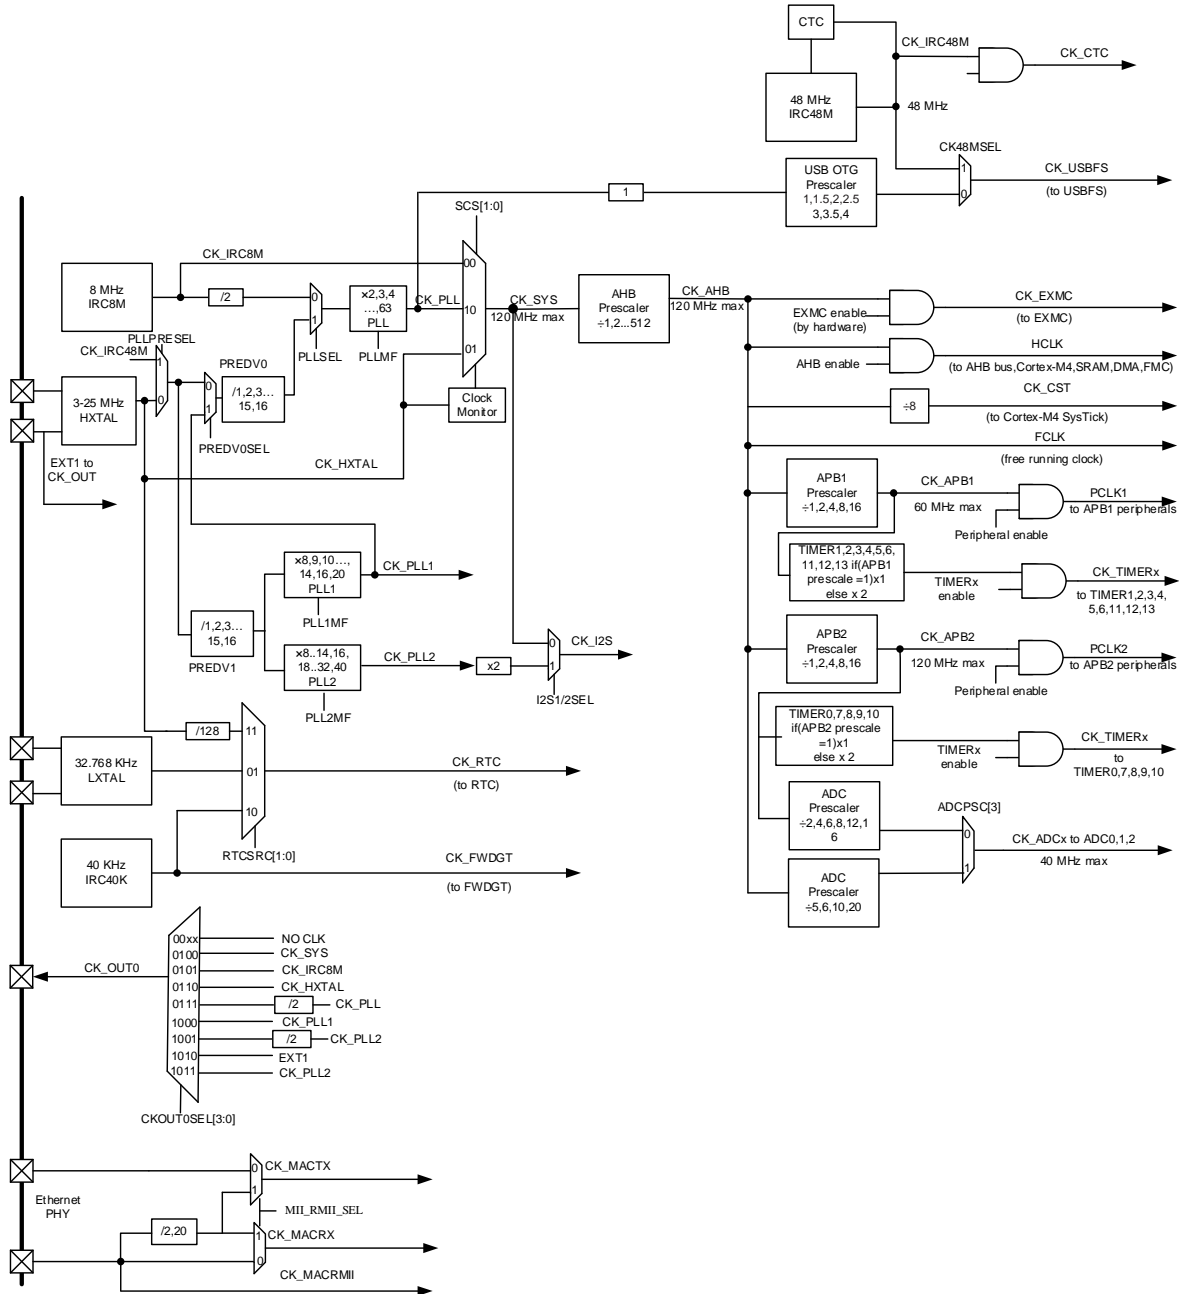 CTC
CK_IRC48M
CK_CTC
48 MHz
IRC48M
48 MHz
CK48MSEL
1
0
CK_USBFS
(to USBFS)
USB OTG
Prescaler
1,1.5,2,2.5
3,3.5,4
1
SCS[1:0]
CK_IRC8M
00
10
01
8 MHz
IRC8M
/2
0
1
PLLSEL
×2,3,4
…,63
PLL
PLLMF
CK_PLL
CK_SYS
120 MHz max
AHB
Prescaler
÷1,2...512
CK_AHB
120 MHz max
EXMC enable
(by hardware)
CK_EXMC
(to EXMC)
HCLK
AHB enable
(to AHB bus,Cortex-M4,SRAM,DMA,FMC)
CK_CST
÷8
(to Cortex-M4 SysTick)
FCLK
(free running clock)
PLLPRESEL
CK_IRC48M
1
0
3-25 MHz
HXTAL
PREDV0
0
1
/1,2,3…
15,16
PREDV0SEL
Clock
Monitor
EXT1 to
CK_OUT
CK_HXTAL
APB1
Prescaler
÷1,2,4,8,16
CK_APB1
60 MHz max
PCLK1
to APB1 peripherals
Peripheral enable
TIMER1,2,3,4,5,6,
11,12,13 if(APB1
prescale =1)x1
else x 2
TIMERx
enable
CK_TIMERx
to TIMER1,2,3,4,
5,6,11,12,13
×8,9,10…,
14,16,20
PLL1
PLL1MF
CK_PLL1
/1,2,3…
15,16
PREDV1
×8..14,16,
18..32,40
PLL2
PLL2MF
CK_PLL2
x2
0
1
CK_I2S
I2S1/2SEL
APB2
Prescaler
÷1,2,4,8,16
CK_APB2
120 MHz max
PCLK2
to APB2 peripherals
Peripheral enable
TIMER0,7,8,9,10
if(APB2 prescale
=1)x1
else x 2
TIMERx
enable
CK_TIMERx
to
TIMER0,7,8,9,10
/128
11
01
10
32.768 KHz
LXTAL
CK_RTC
(to RTC)
RTCSRC[1:0]
40 KHz
IRC40K
CK_FWDGT
(to FWDGT)
ADC
Prescaler
÷2,4,6,8,12,1
6
ADCPSC[3]
0
1
CK_ADCx to ADC0,1,2
40 MHz max
ADC
Prescaler
÷5,6,10,20
CK_OUT0
00xx NO CLK
0100 CK_SYS
0101 CK_IRC8M
0110 CK_HXTAL
0111 /2 CK_PLL
1000 CK_PLL1
1001 /2 CK_PLL2
1010 EXT1
1011 CK_PLL2
CKOUT0SEL[3:0]
0
1
CK_MACTX
Ethernet
PHY
MII_RMII_SEL
/2,20
1
0
CK_MACRX
CK_MACRMII